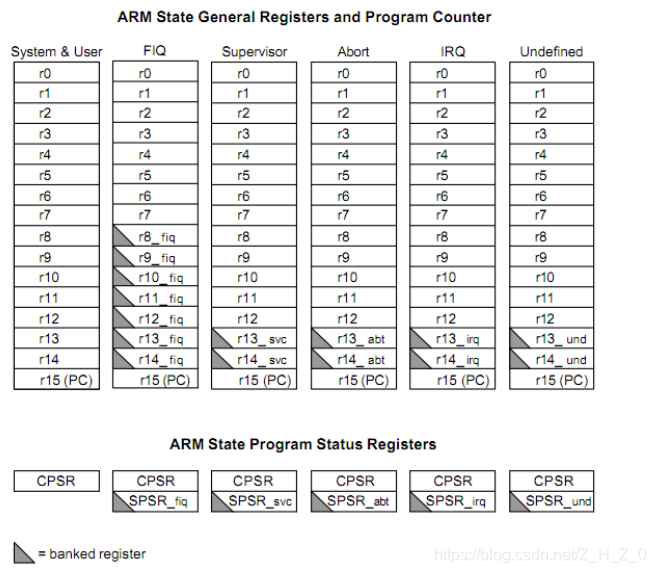 ARM State General Registers and Program Counter
System & User FIQ Supervisor Abort IRQ Undefined
r0 r0 r0 r0 r0 r0
r1 r1 r1 r1 r1 r1
r2 r2 r2 r2 r2 r2
r3 r3 r3 r3 r3 r3
r4 r4 r4 r4 r4 r4
r5 r5 r5 r5 r5 r5
r6 r6 r6 r6 r6 r6
r7 r7 r7 r7 r7 r7
r8 r8_fiq r8 r8 r8 r8
r9 r9_fiq r9 r9 r9 r9
r10 r10_fiq r10 r10 r10 r10
r11 r11_fiq r11 r11 r11 r11
r12 r12_fiq r12 r12 r12 r12
r13 r13_fiq r13_svc r13_abt r13_irq r13_und
r14 r14_fiq r14_svc r14_abt r14_irq r14_und
r15 (PC) r15 (PC) r15 (PC) r15 (PC) r15 (PC) r15 (PC)
ARM State Program Status Registers
CPSR CPSR CPSR CPSR CPSR CPSR
SPSR_fiq SPSR_svc SPSR_abt SPSR_irq SPSR_und
= banked register
https://blog.csdn.net/Z_H_Z_0